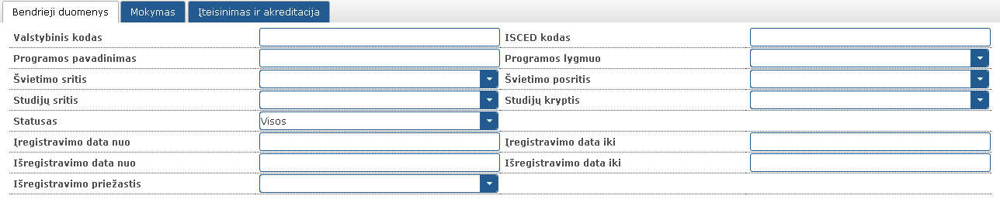 Bendrieji duomenys Mokymas Įteisinimas ir akreditacija
Valstybinis kodas ISCED kodas
Programos pavadinimas Programos lygmuo
Švietimo sritis Švietimo posritis
Studijų sritis Studijų kryptis
Statusas Visos
Įregistravimo data nuo Įregistravimo data iki
Išregistravimo data nuo Išregistravimo data iki
Išregistravimo priežastis